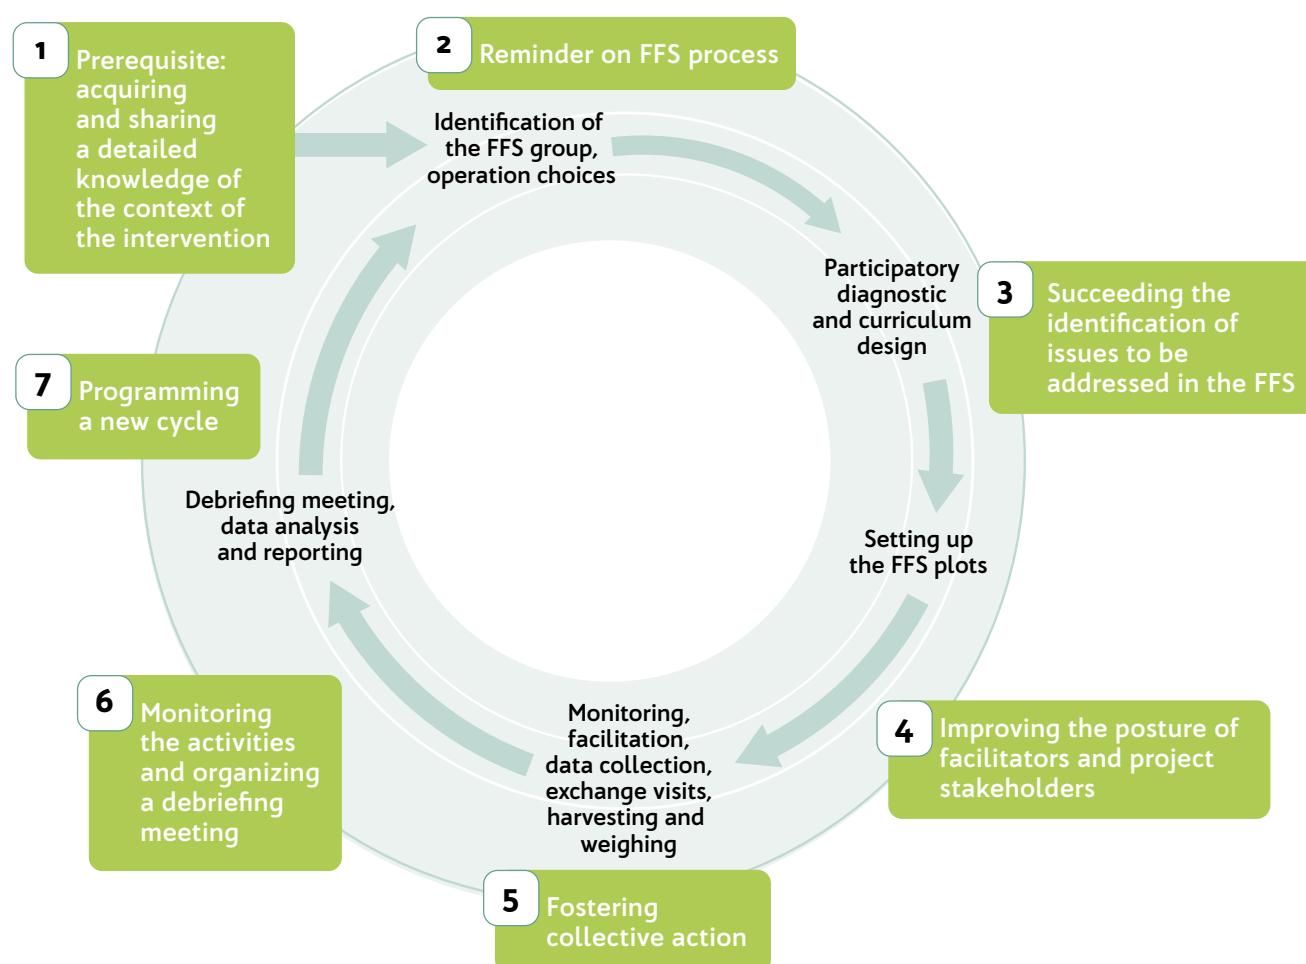 1
Prerequisite:
acquiring
and sharing
a detailed
knowledge of
the context of
the intervention
2
Reminder on FFS process
Identification of
the FFS group,
operation choices
Participatory
diagnostic
and curriculum
design
3
Succeeding the
identification of
issues to be
addressed in the FFS
Setting up
the FFS plots
4
Improving the posture of
facilitators and project
stakeholders
Monitoring,
facilitation,
data collection,
exchange visits,
harvesting and
weighing
5
Fostering
collective action
6
Monitoring
the activities
and organizing
a debriefing
meeting
Debriefing meeting,
data analysis
and reporting
7
Programming
a new cycle